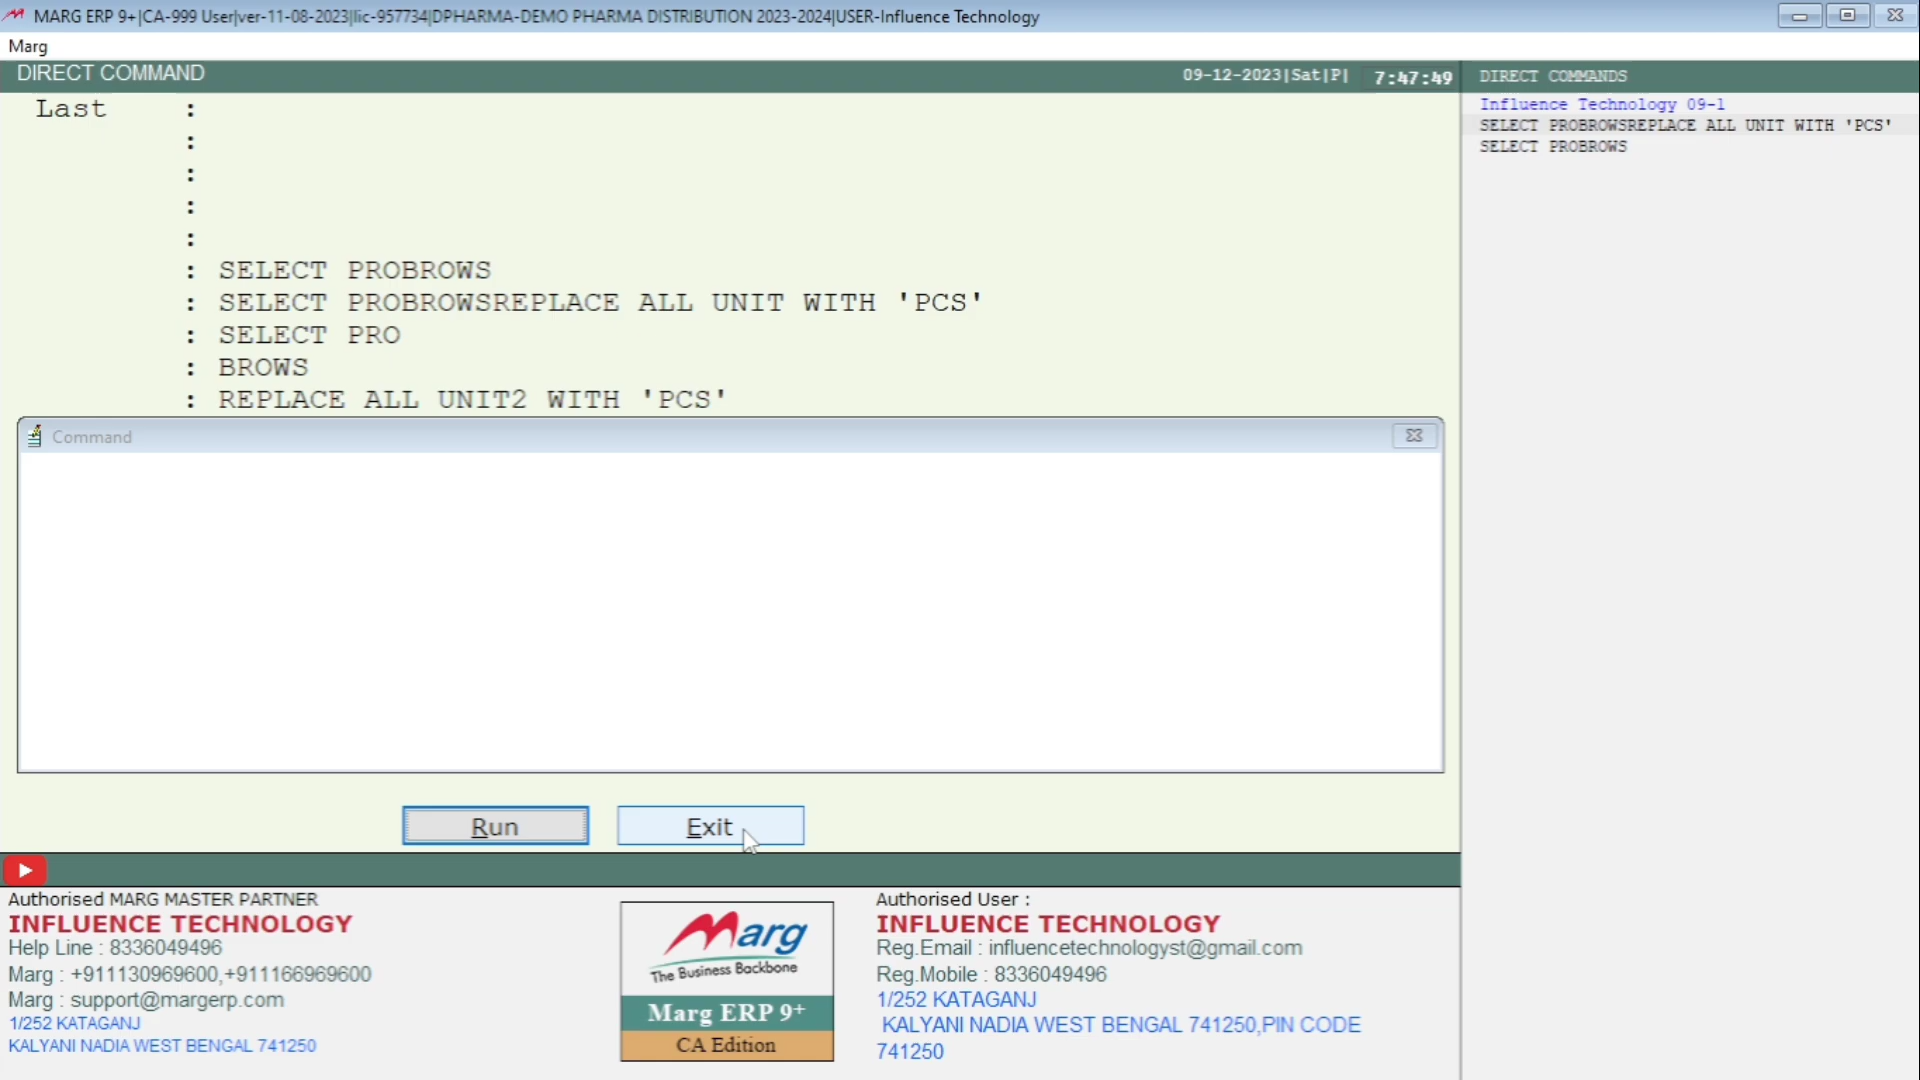 MARG ERP 9+|CA-999 User|ver-11-08-2023|lic-957734|DPHARMA-DEMO PHARMA DISTRIBUTION 2023-2024|USER-Influence Technology
Marg
DIRECT COMMAND
09-12-2023|Sat|P|
7:47:49
DIRECT COMMANDS
Influence Technology 09-1
SELECT PROBROWSREPLACE ALL UNIT WITH 'PCS'
SELECT PROBROWS
Last :
:
:
:
:
: SELECT PROBROWS
: SELECT PROBROWSREPLACE ALL UNIT WITH 'PCS'
: SELECT PRO
: BROWS
: REPLACE ALL UNIT2 WITH 'PCS'
Command
Run
Exit
Authorised MARG MASTER PARTNER
INFLUENCE TECHNOLOGY
Help Line : 8336049496
Marg : +911130969600,+911166969600
Marg : support@margerp.com
1/252 KATAGANJ
KALYANI NADIA WEST BENGAL 741250
Marg
The Business Backbone
Marg ERP 9+
CA Edition
Authorised User :
INFLUENCE TECHNOLOGY
Reg.Email : influencetechnologyst@gmail.com
Reg.Mobile : 8336049496
1/252 KATAGANJ
KALYANI NADIA WEST BENGAL 741250,PIN CODE
741250